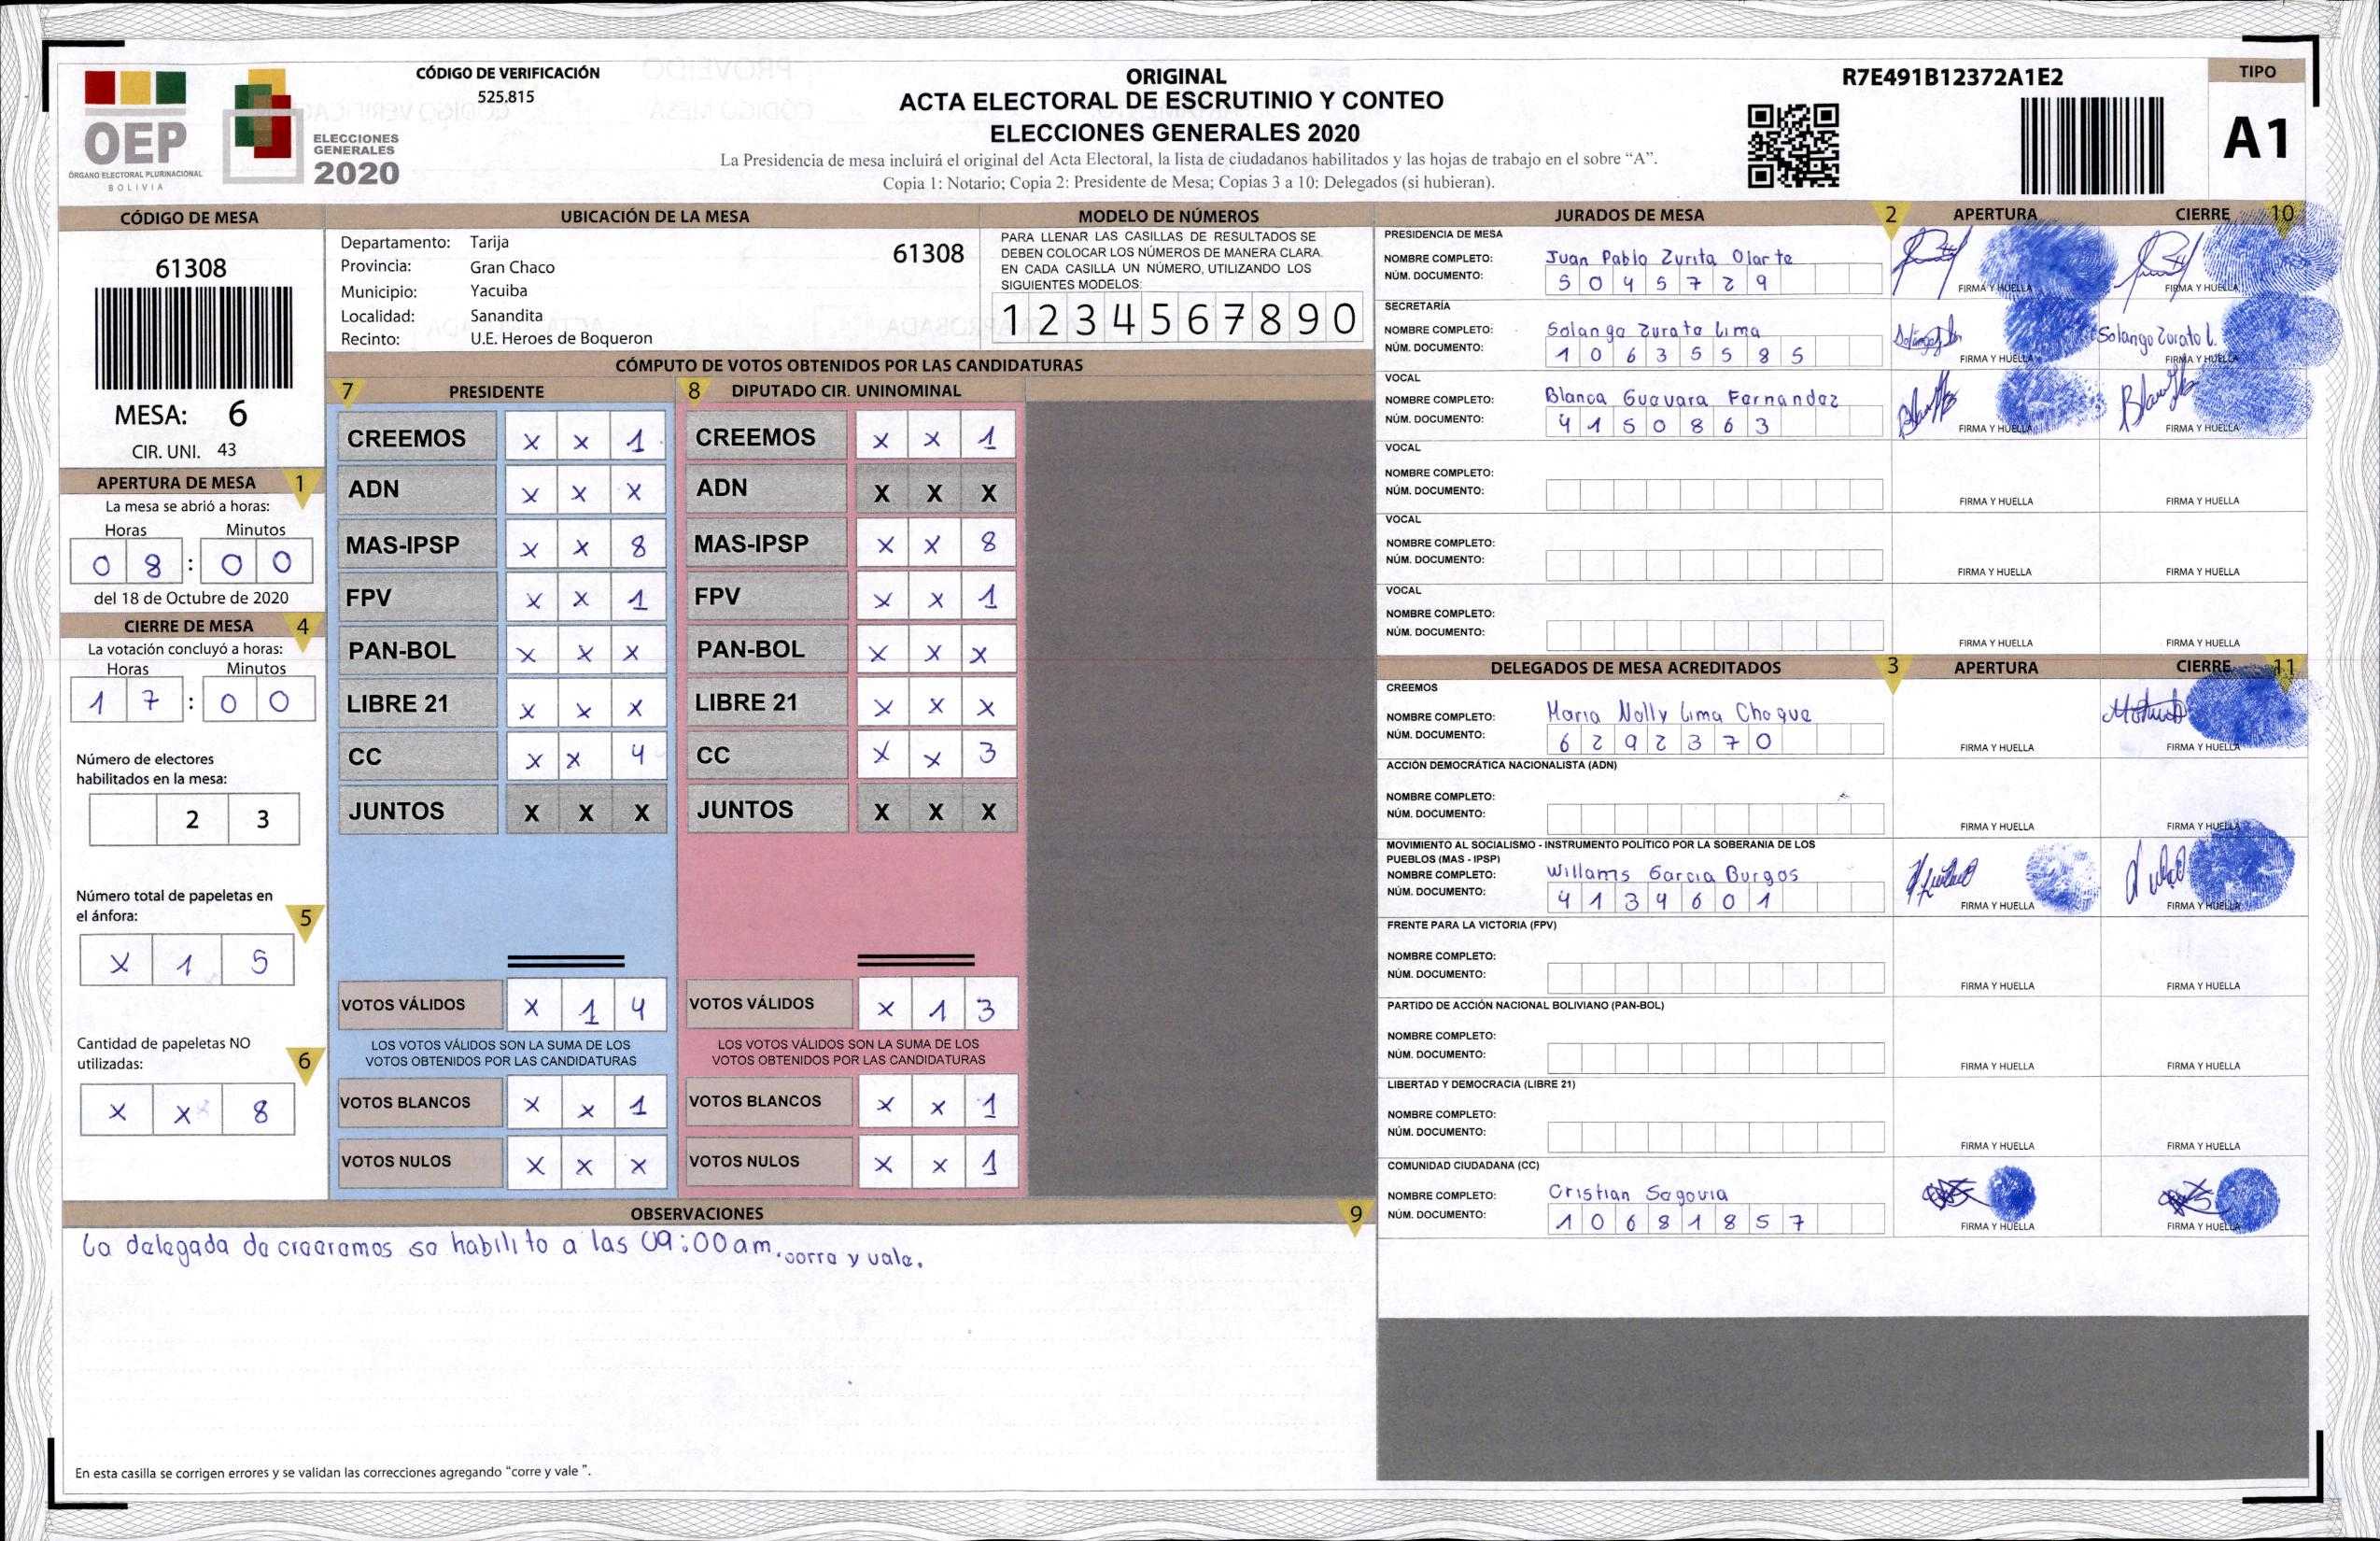 CÓDIGO DE VERIFICACIÓN
525.815
OEP
ÓRGANO ELECTORAL PLURINACIONAL
BOLIVIA
ELECCIONES
GENERALES
2020
ORIGINAL
ACTA ELECTORAL DE ESCRUTINIO Y CONTEO
ELECCIONES GENERALES 2020
La Presidencia de mesa incluirá el original del Acta Electoral, la lista de ciudadanos habilitados y las hojas de trabajo en el sobre “A”.
Copia 1: Notario; Copia 2: Presidente de Mesa; Copias 3 a 10: Delegados (si hubieran).
R7E491B12372A1E2
TIPO
A1
CÓDIGO DE MESA
61308
MESA: 6
CIR. UNI. 43
APERTURA DE MESA 1
La mesa se abrió a horas:
Horas Minutos
0 8 : 0 0
del 18 de Octubre de 2020
CIERRE DE MESA 4
La votación concluyó a horas:
Horas Minutos
1 7 : 0 0
Número de electores
habilitados en la mesa:
2 3
Número total de papeletas en
el ánfora: 5
X 1 5
Cantidad de papeletas NO
utilizadas: 6
X X 8
UBICACIÓN DE LA MESA
Departamento: Tarija 61308
Provincia: Gran Chaco
Municipio: Yacuiba
Localidad: Sanandita
Recinto: U.E. Heroes de Boqueron
MODELO DE NÚMEROS
PARA LLENAR LAS CASILLAS DE RESULTADOS SE
DEBEN COLOCAR LOS NÚMEROS DE MANERA CLARA.
EN CADA CASILLA UN NÚMERO, UTILIZANDO LOS
SIGUIENTES MODELOS:
1 2 3 4 5 6 7 8 9 0
CÓMPUTO DE VOTOS OBTENIDOS POR LAS CANDIDATURAS
7 PRESIDENTE
CREEMOS X X 1
ADN X X X
MAS-IPSP X X 8
FPV X X 1
PAN-BOL X X X
LIBRE 21 X X X
CC X X 4
JUNTOS X X X
VOTOS VÁLIDOS X 1 4
LOS VOTOS VÁLIDOS SON LA SUMA DE LOS
VOTOS OBTENIDOS POR LAS CANDIDATURAS
VOTOS BLANCOS X X 1
VOTOS NULOS X X X
8 DIPUTADO CIR. UNINOMINAL
CREEMOS X X 1
ADN X X X
MAS-IPSP X X 8
FPV X X 1
PAN-BOL X X X
LIBRE 21 X X X
CC X X 3
JUNTOS X X X
VOTOS VÁLIDOS X 1 3
LOS VOTOS VÁLIDOS SON LA SUMA DE LOS
VOTOS OBTENIDOS POR LAS CANDIDATURAS
VOTOS BLANCOS X X 1
VOTOS NULOS X X 1
OBSERVACIONES 9
La delegada de creeremos se habilito a las 09:00am. corre y vale.
En esta casilla se corrigen errores y se validan las correcciones agregando “corre y vale ”.
JURADOS DE MESA 2 APERTURA CIERRE 10
PRESIDENCIA DE MESA
NOMBRE COMPLETO: Juan Pablo Zurita Olarte
NÚM. DOCUMENTO: 5 0 4 5 7 2 9
FIRMA Y HUELLA FIRMA Y HUELLA
SECRETARÍA
NOMBRE COMPLETO: Solange Zurata Lima
NÚM. DOCUMENTO: 1 0 6 3 5 5 8 5
Solange Zurato L.
FIRMA Y HUELLA FIRMA Y HUELLA
VOCAL
NOMBRE COMPLETO: Blanca Guevara Fernandez
NÚM. DOCUMENTO: 4 1 5 0 8 6 3
FIRMA Y HUELLA FIRMA Y HUELLA
VOCAL
NOMBRE COMPLETO:
NÚM. DOCUMENTO:
FIRMA Y HUELLA FIRMA Y HUELLA
VOCAL
NOMBRE COMPLETO:
NÚM. DOCUMENTO:
FIRMA Y HUELLA FIRMA Y HUELLA
VOCAL
NOMBRE COMPLETO:
NÚM. DOCUMENTO:
FIRMA Y HUELLA FIRMA Y HUELLA
DELEGADOS DE MESA ACREDITADOS 3 APERTURA CIERRE 11
CREEMOS
NOMBRE COMPLETO: Maria Nelly Lima Choque
NÚM. DOCUMENTO: 6 2 9 2 3 7 0
FIRMA Y HUELLA FIRMA Y HUELLA
ACCIÓN DEMOCRÁTICA NACIONALISTA (ADN)
NOMBRE COMPLETO:
NÚM. DOCUMENTO:
FIRMA Y HUELLA FIRMA Y HUELLA
MOVIMIENTO AL SOCIALISMO - INSTRUMENTO POLÍTICO POR LA SOBERANIA DE LOS
PUEBLOS (MAS - IPSP)
NOMBRE COMPLETO: Willams Garcia Burgos
NÚM. DOCUMENTO: 4 1 3 4 6 0 1
FIRMA Y HUELLA FIRMA Y HUELLA
FRENTE PARA LA VICTORIA (FPV)
NOMBRE COMPLETO:
NÚM. DOCUMENTO:
FIRMA Y HUELLA FIRMA Y HUELLA
PARTIDO DE ACCIÓN NACIONAL BOLIVIANO (PAN-BOL)
NOMBRE COMPLETO:
NÚM. DOCUMENTO:
FIRMA Y HUELLA FIRMA Y HUELLA
LIBERTAD Y DEMOCRACIA (LIBRE 21)
NOMBRE COMPLETO:
NÚM. DOCUMENTO:
FIRMA Y HUELLA FIRMA Y HUELLA
COMUNIDAD CIUDADANA (CC)
NOMBRE COMPLETO: Cristian Segovia
NÚM. DOCUMENTO: 1 0 6 8 1 8 5 7
FIRMA Y HUELLA FIRMA Y HUELLA